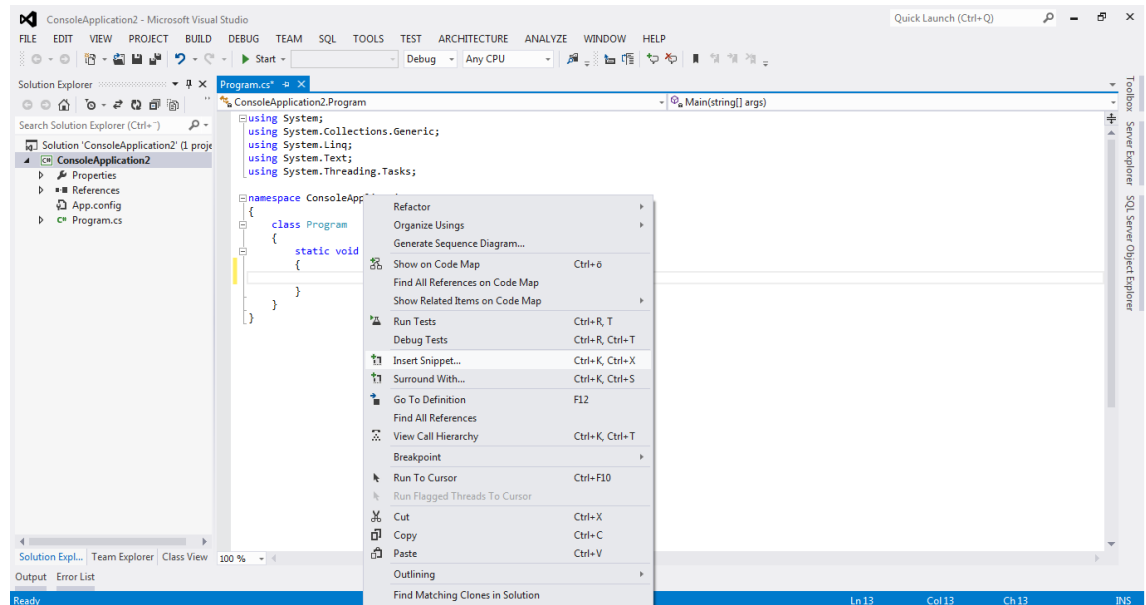 ConsoleApplication2 - Microsoft Visual Studio
Quick Launch (Ctrl+Q)
FILE EDIT VIEW PROJECT BUILD DEBUG TEAM SQL TOOLS TEST ARCHITECTURE ANALYZE WINDOW HELP
Start Debug Any CPU
Solution Explorer
Search Solution Explorer (Ctrl+¨)
Solution 'ConsoleApplication2' (1 proje
ConsoleApplication2
Properties
References
App.config
Program.cs
Solution Expl... Team Explorer Class View
Output Error List
Program.cs*
ConsoleApplication2.Program
Main(string[] args)
using System;
using System.Collections.Generic;
using System.Linq;
using System.Text;
using System.Threading.Tasks;
namespace ConsoleApp
{
class Program
{
static void
{
}
}
}
100 %
Refactor
Organize Usings
Generate Sequence Diagram...
Show on Code Map Ctrl+ö
Find All References on Code Map
Show Related Items on Code Map
Run Tests Ctrl+R, T
Debug Tests Ctrl+R, Ctrl+T
Insert Snippet... Ctrl+K, Ctrl+X
Surround With... Ctrl+K, Ctrl+S
Go To Definition F12
Find All References
View Call Hierarchy Ctrl+K, Ctrl+T
Breakpoint
Run To Cursor Ctrl+F10
Run Flagged Threads To Cursor
Cut Ctrl+X
Copy Ctrl+C
Paste Ctrl+V
Outlining
Find Matching Clones in Solution
Toolbox
Server Explorer
SQL Server Object Explorer
Ready Ln 13 Col 13 Ch 13 INS